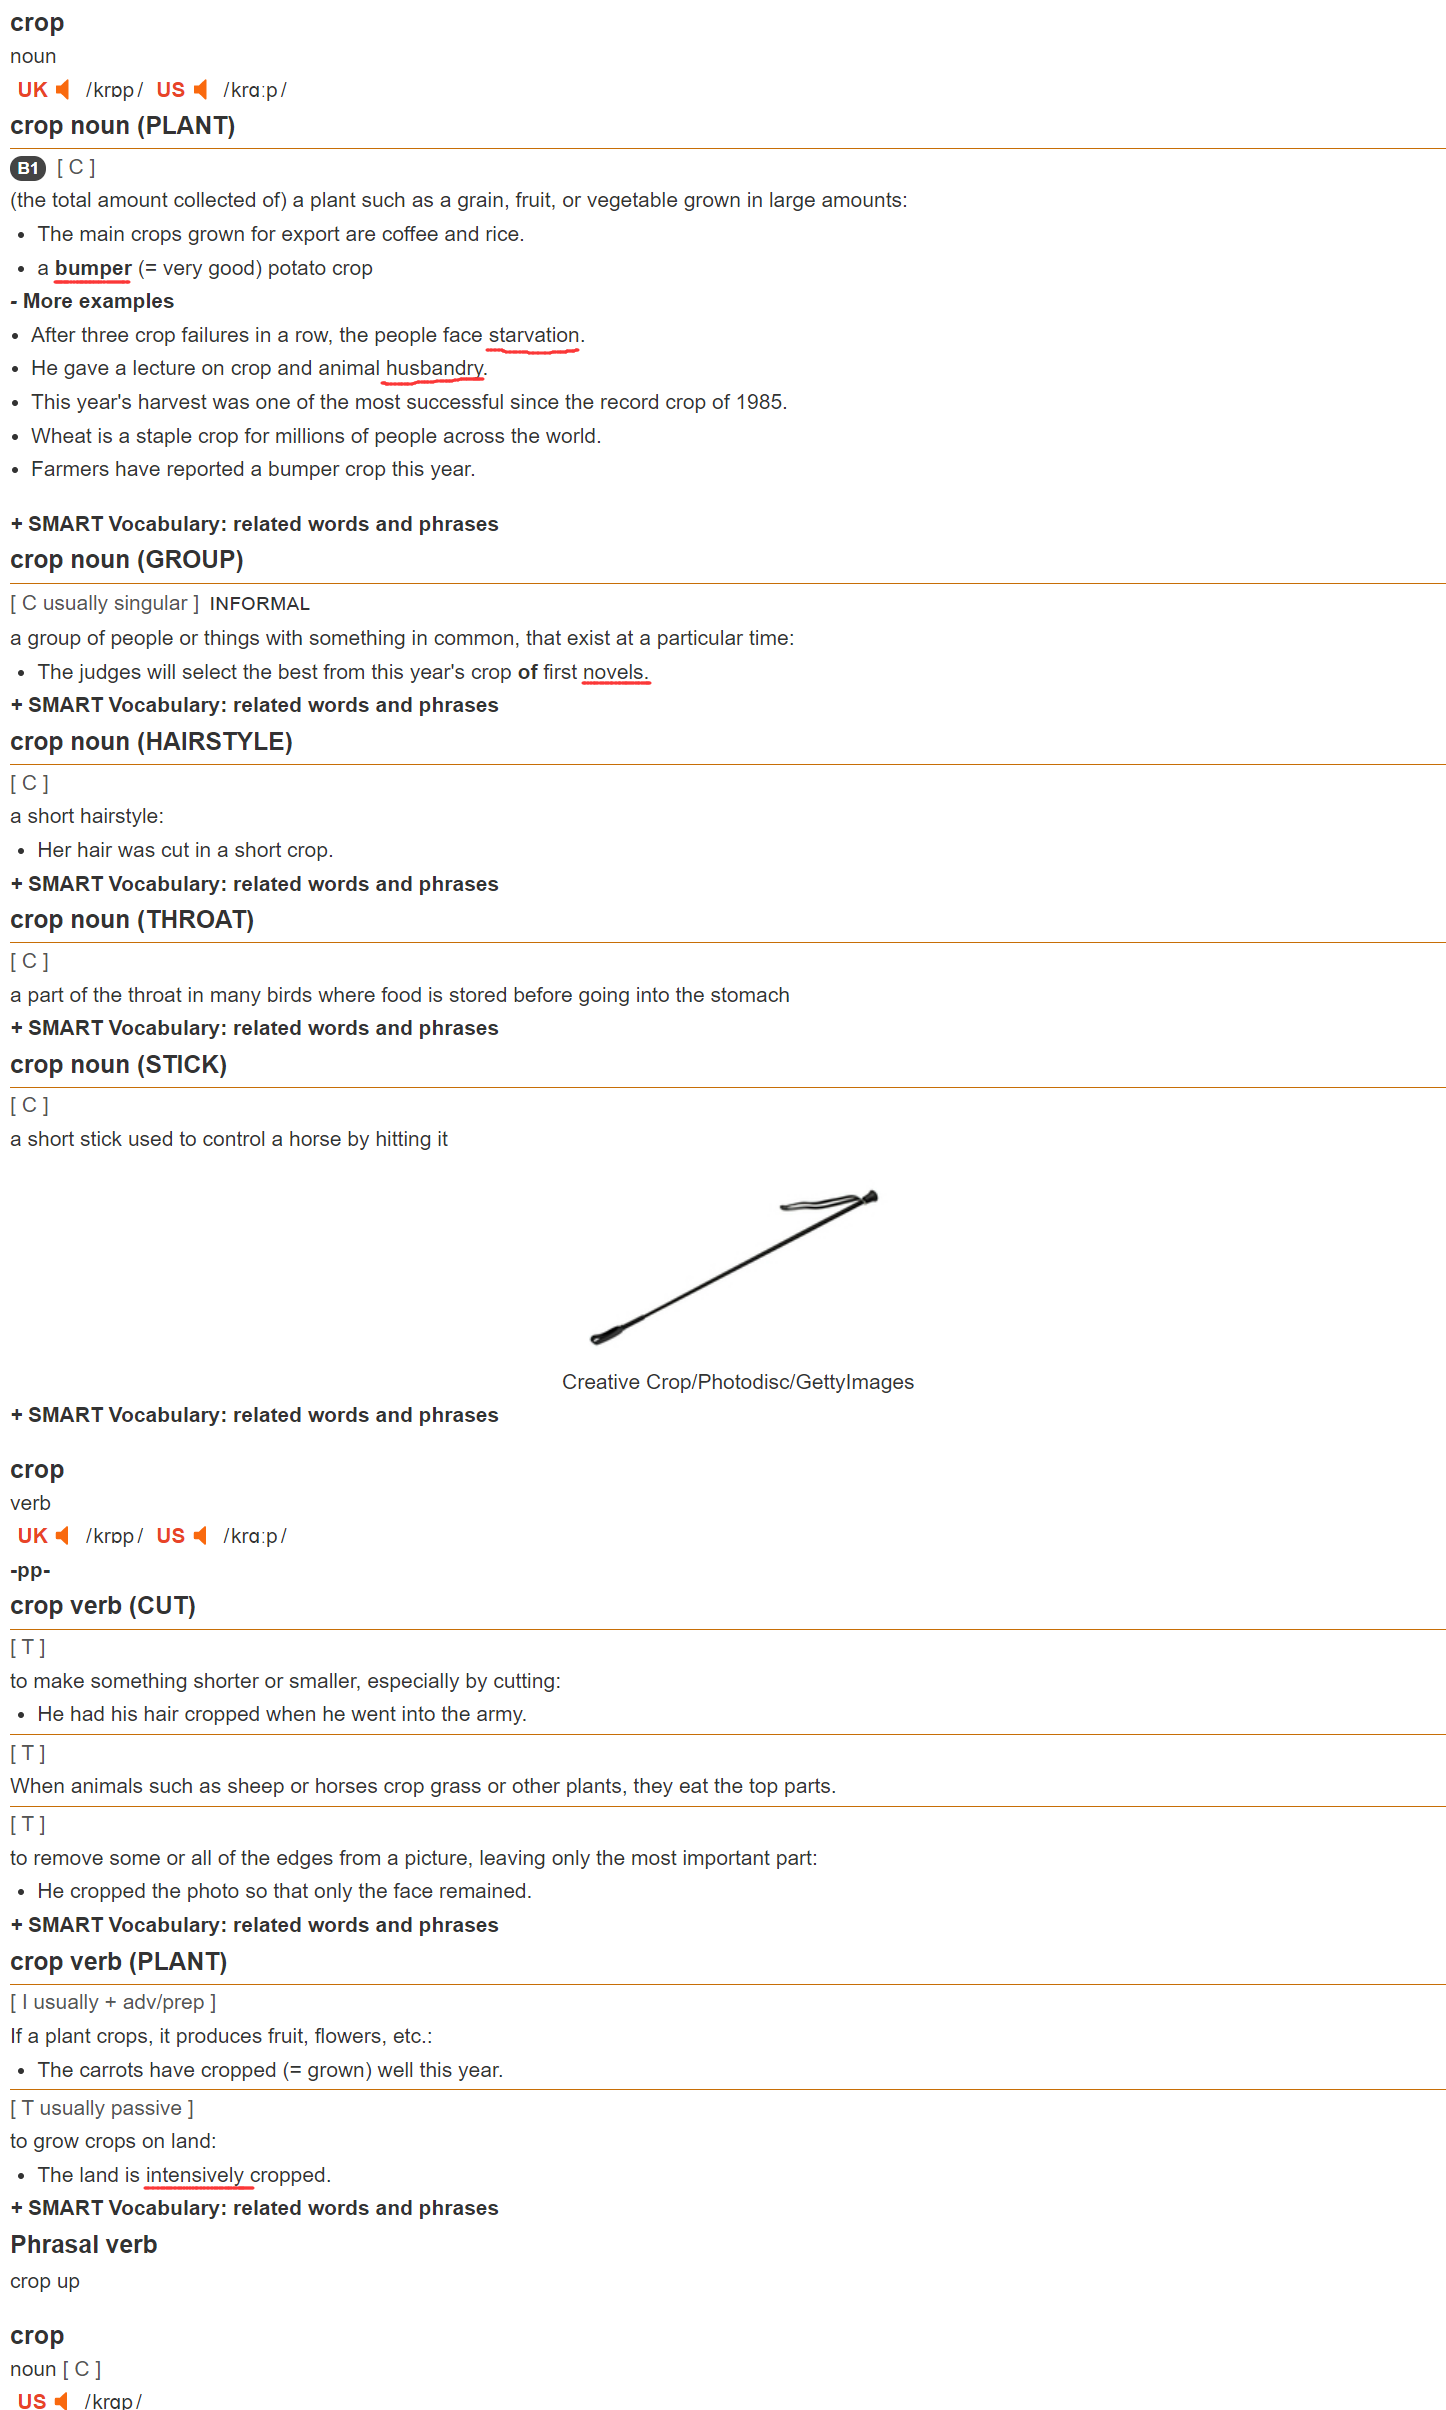 crop
noun
UK /krɒp/ US /krɑːp/
crop noun (PLANT)
B1 [ C ]
(the total amount collected of) a plant such as a grain, fruit, or vegetable grown in large amounts:
• The main crops grown for export are coffee and rice.
• a bumper (= very good) potato crop
- More examples
• After three crop failures in a row, the people face starvation.
• He gave a lecture on crop and animal husbandry.
• This year's harvest was one of the most successful since the record crop of 1985.
• Wheat is a staple crop for millions of people across the world.
• Farmers have reported a bumper crop this year.
+ SMART Vocabulary: related words and phrases
crop noun (GROUP)
[ C usually singular ] INFORMAL
a group of people or things with something in common, that exist at a particular time:
• The judges will select the best from this year's crop of first novels.
+ SMART Vocabulary: related words and phrases
crop noun (HAIRSTYLE)
[ C ]
a short hairstyle:
• Her hair was cut in a short crop.
+ SMART Vocabulary: related words and phrases
crop noun (THROAT)
[ C ]
a part of the throat in many birds where food is stored before going into the stomach
+ SMART Vocabulary: related words and phrases
crop noun (STICK)
[ C ]
a short stick used to control a horse by hitting it
Creative Crop/Photodisc/GettyImages
+ SMART Vocabulary: related words and phrases
crop
verb
UK /krɒp/ US /krɑːp/
-pp-
crop verb (CUT)
[ T ]
to make something shorter or smaller, especially by cutting:
• He had his hair cropped when he went into the army.
[ T ]
When animals such as sheep or horses crop grass or other plants, they eat the top parts.
[ T ]
to remove some or all of the edges from a picture, leaving only the most important part:
• He cropped the photo so that only the face remained.
+ SMART Vocabulary: related words and phrases
crop verb (PLANT)
[ I usually + adv/prep ]
If a plant crops, it produces fruit, flowers, etc.:
• The carrots have cropped (= grown) well this year.
[ T usually passive ]
to grow crops on land:
• The land is intensively cropped.
+ SMART Vocabulary: related words and phrases
Phrasal verb
crop up
crop
noun [ C ]
US /krɑp/